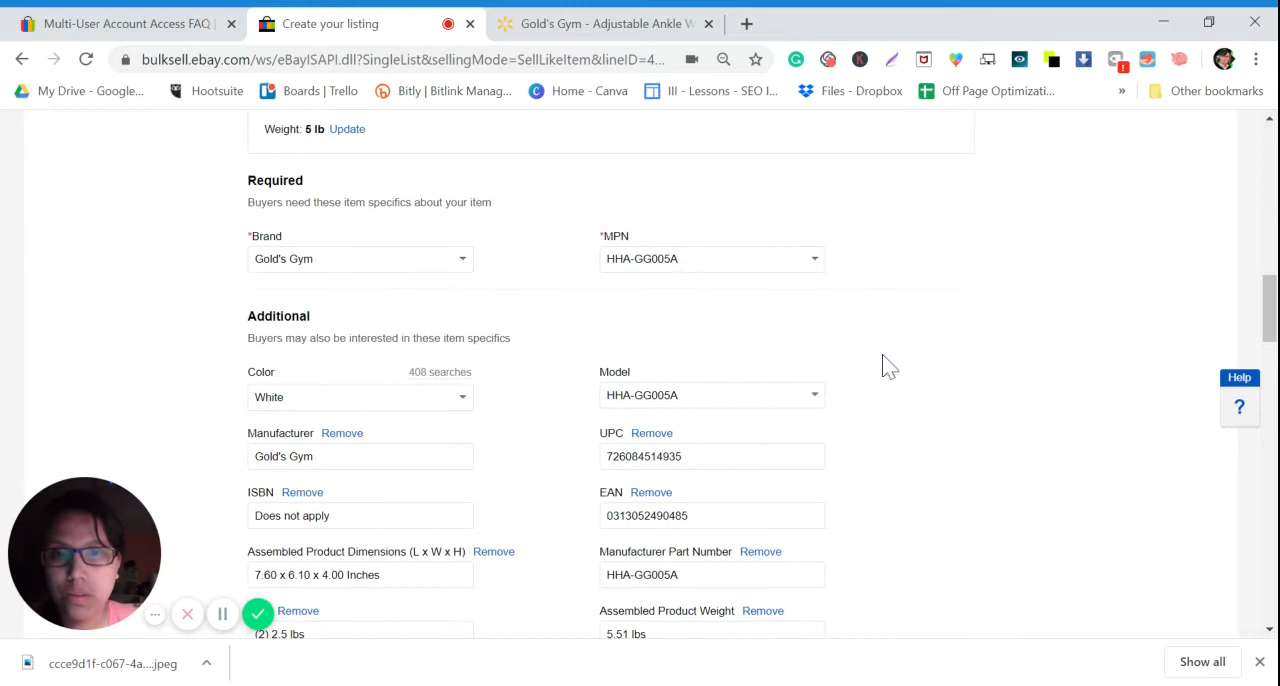 Multi-User Account Access FAQ
Create your listing
Gold's Gym - Adjustable Ankle W
bulksell.ebay.com/ws/eBayISAPI.dll?SingleList&sellingMode=SellLikeItem&lineID=4...
My Drive - Google...
Hootsuite
Boards | Trello
Bitly | Bitlink Manag...
Home - Canva
III - Lessons - SEO I...
Files - Dropbox
Off Page Optimizati...
»
Other bookmarks
Weight: 5 lb Update
Required
Buyers need these item specifics about your item
*Brand
*MPN
Gold's Gym
HHA-GG005A
Additional
Buyers may also be interested in these item specifics
Color
408 searches
Model
White
HHA-GG005A
Help
?
Manufacturer Remove
UPC Remove
Gold's Gym
726084514935
ISBN Remove
EAN Remove
Does not apply
0313052490485
Assembled Product Dimensions (L x W x H) Remove
Manufacturer Part Number Remove
7.60 x 6.10 x 4.00 Inches
HHA-GG005A
Remove
Assembled Product Weight Remove
(2) 2.5 lbs
5.51 lbs
ccce9d1f-c067-4a....jpeg
Show all